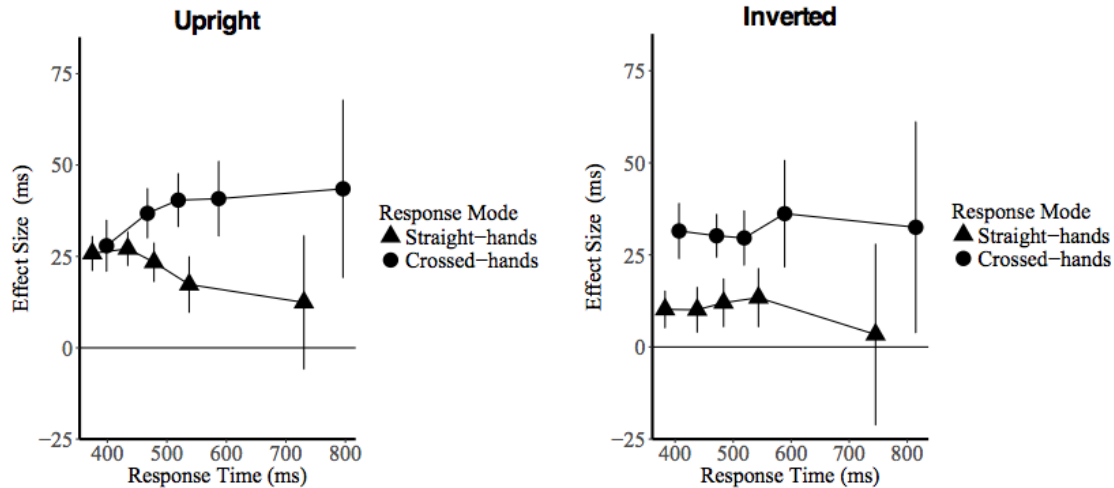 Upright
75
50
25
0
−25
Effect Size (ms)
400 500 600 700 800
Response Time (ms)
Response Mode
Straight−hands
Crossed−hands
Inverted
75
50
25
0
−25
Effect Size (ms)
400 500 600 700 800
Response Time (ms)
Response Mode
Straight−hands
Crossed−hands